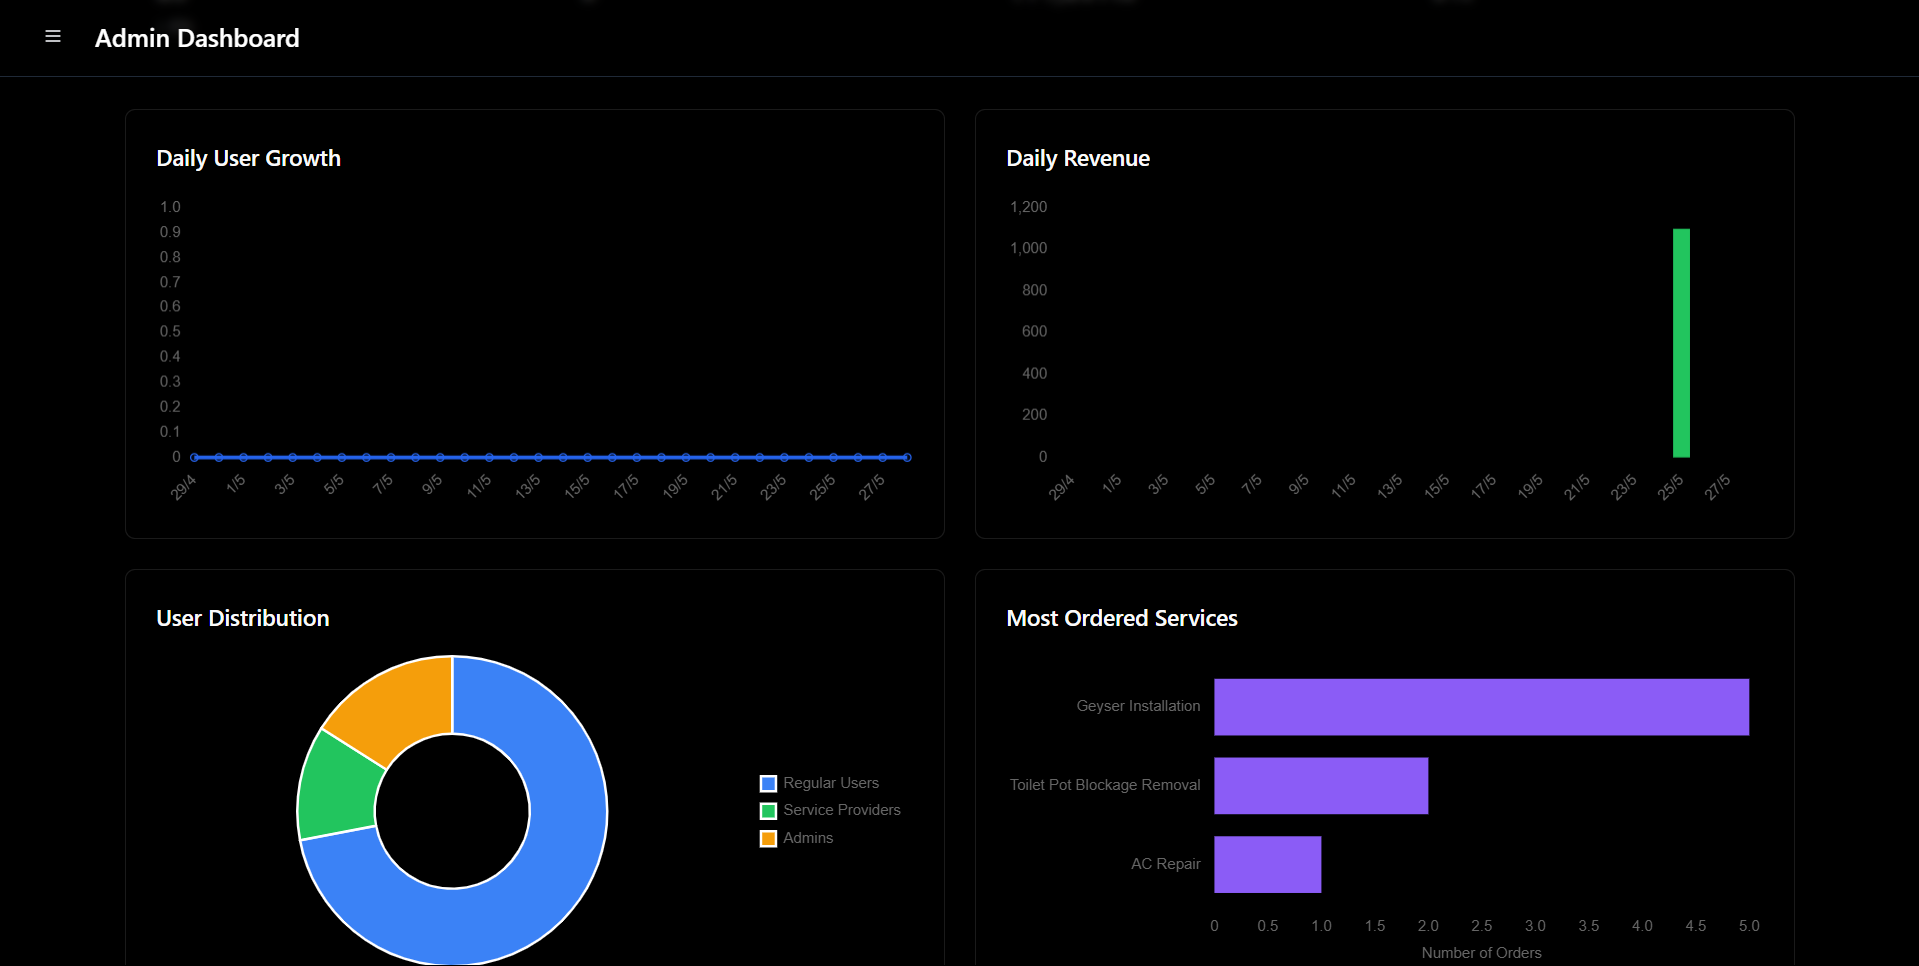 Admin Dashboard
Daily User Growth
1.0
0.9
0.8
0.7
0.6
0.5
0.4
0.3
0.2
0.1
0
29/4 1/5 3/5 5/5 7/5 9/5 11/5 13/5 15/5 17/5 19/5 21/5 23/5 25/5 27/5
Daily Revenue
1,200
1,000
800
600
400
200
0
29/4 1/5 3/5 5/5 7/5 9/5 11/5 13/5 15/5 17/5 19/5 21/5 23/5 25/5 27/5
User Distribution
Regular Users
Service Providers
Admins
Most Ordered Services
Geyser Installation
Toilet Pot Blockage Removal
AC Repair
0 0.5 1.0 1.5 2.0 2.5 3.0 3.5 4.0 4.5 5.0
Number of Orders